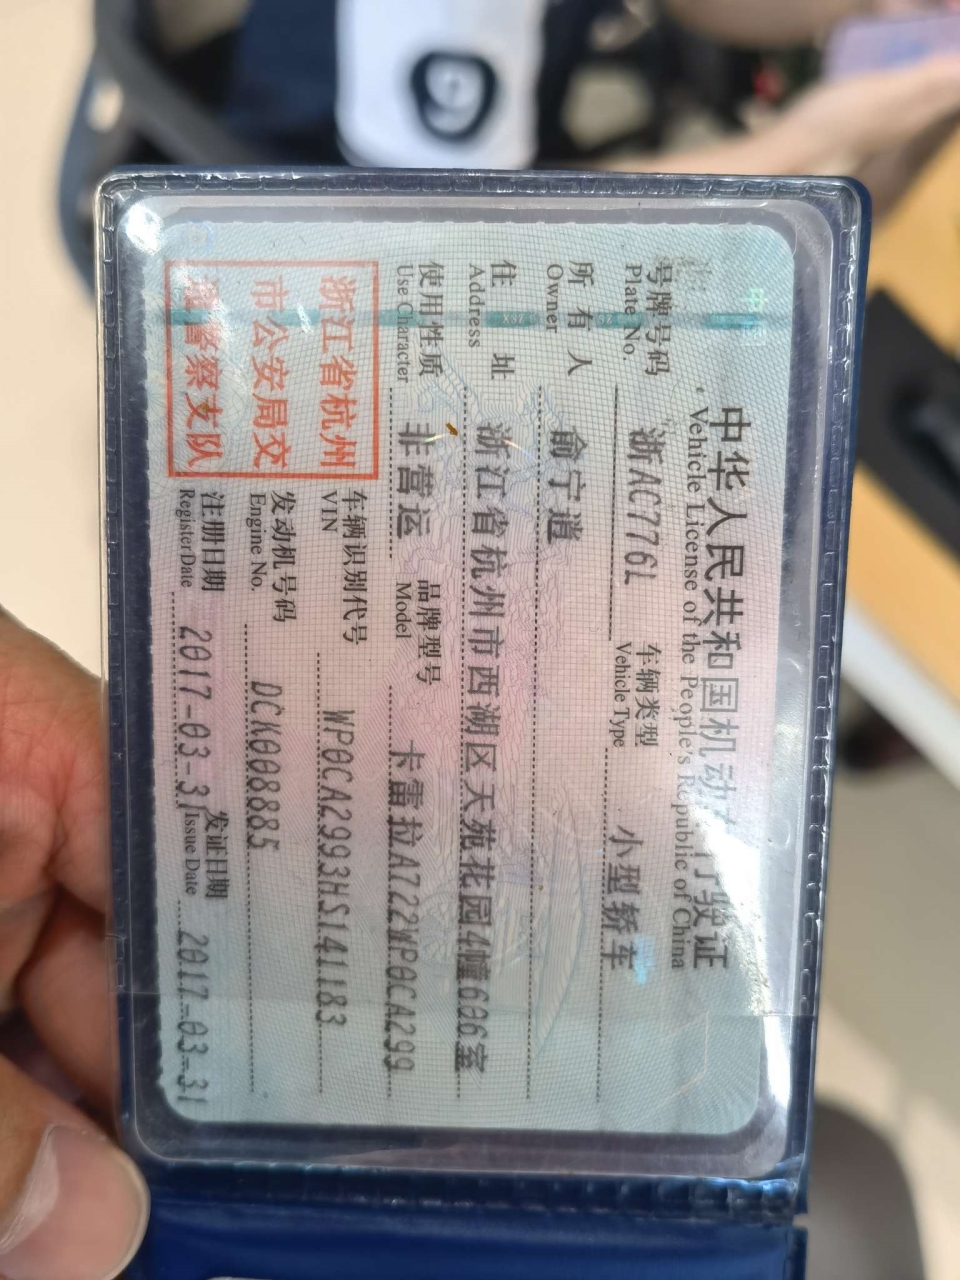 中华人民共和国机动车行驶证
Vehicle License of the People's Republic of China
号牌号码 浙AC776L 车辆类型 小型轿车
Plate No. Vehicle Type
所有人 俞宁逍
Owner
住址 浙江省杭州市西湖区天苑花园4幢606室
Address
使用性质 非营运 品牌型号 卡雷拉A7722WP0CA299
Use Character Model
浙江省杭州
市公安局交
通警察支队
车辆识别代号 WP0CA2993HS141183
VIN
发动机号码 DCK008885
Engine No.
注册日期 2017-03-31 发证日期 2017-03-31
Register Date Issue Date